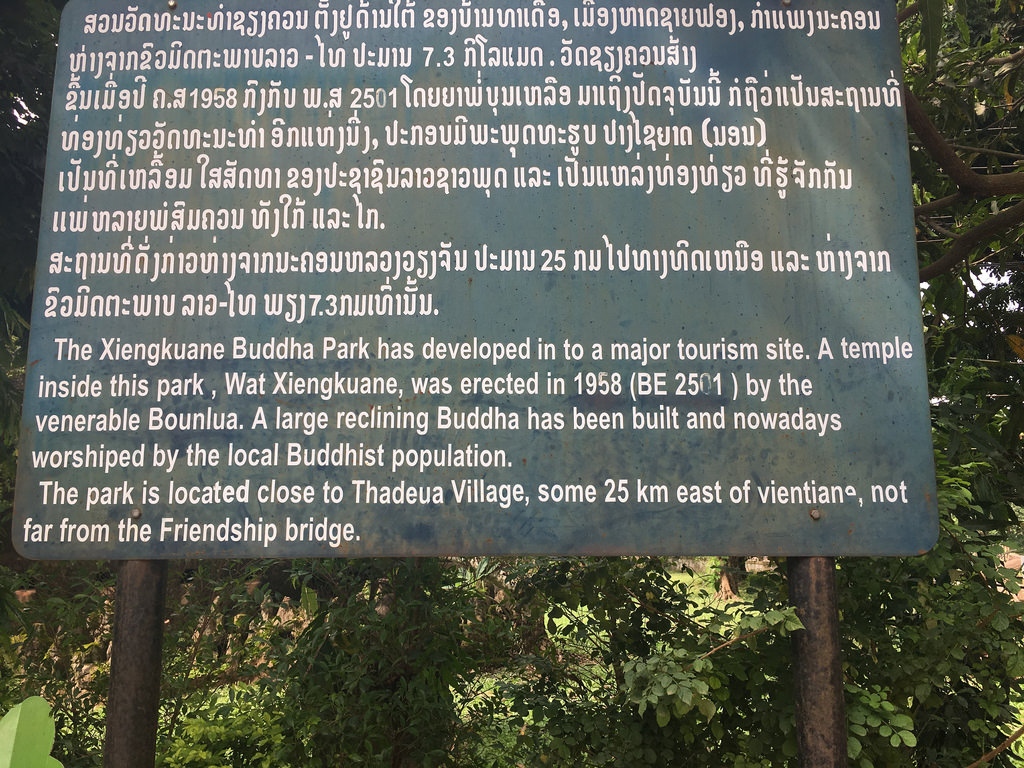 ສວນວັດທະນະທຳຊຽງຄວນ ຕັ້ງຢູ່ດ້ານໃຕ້ ຂອງບ້ານທ່າເດື່ອ, ເມືອງຫາດຊາຍຟອງ, ກຳແພງນະຄອນ
ຫ່າງຈາກຂົວມິດຕະພາບລາວ - ໄທ ປະມານ 7.3 ກິໂລແມດ . ວັດຊຽງຄວນສ້າງ
ຂຶ້ນເມື່ອປີ ຄ.ສ1958 ກົງກັບ ພ.ສ 2501 ໂດຍຍາພໍ່ບຸນເຫລືອ ມາເຖິງປັດຈຸບັນນີ້ ກໍຖືວ່າເປັນສະຖານທີ່
ທ່ອງທ່ຽວວັດທະນະທຳ ອີກແຫ່ງນຶ່ງ, ປະກອບມີພະພຸດທະຮູບ ປາງໄຊຍາດ (ນອນ)
ເປັນທີ່ເຫລື້ອມ ໃສສັດທາ ຂອງປະຊາຊົນລາວຊາວພຸດ ແລະ ເປັນແຫລ່ງທ່ອງທ່ຽວ ທີ່ຮູ້ຈັກກັນ
ແພ່ຫລາຍພໍ່ສົມຄວນ ທັງໃກ້ ແລະ ໄກ.
ສະຖານທີ່ດັ່ງກ່າວຫ່າງຈາກນະຄອນຫລວງວຽງຈັນ ປະມານ 25 ກມ ໄປທາງທິດເຫນືອ ແລະ ຫ່າງຈາກ
ຂົວມິດຕະພາບ ລາວ-ໄທ ພຽງ7.3ກມເທົ່ານັ້ນ.
The Xiengkuane Buddha Park has developed in to a major tourism site. A temple
inside this park , Wat Xiengkuane, was erected in 1958 (BE 2501 ) by the
venerable Bounlua. A large reclining Buddha has been built and nowadays
worshiped by the local Buddhist population.
The park is located close to Thadeua Village, some 25 km east of vientiane, not
far from the Friendship bridge.